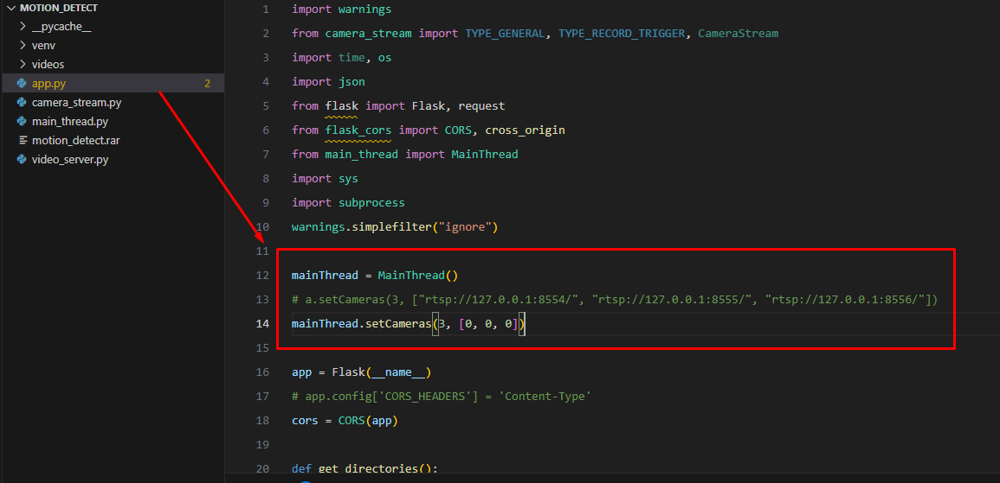 MOTION_DETECT
__pycache__
venv
videos
app.py 2
camera_stream.py
main_thread.py
motion_detect.rar
video_server.py
1 import warnings
2 from camera_stream import TYPE_GENERAL, TYPE_RECORD_TRIGGER, CameraStream
3 import time, os
4 import json
5 from flask import Flask, request
6 from flask_cors import CORS, cross_origin
7 from main_thread import MainThread
8 import sys
9 import subprocess
10 warnings.simplefilter("ignore")
11
12 mainThread = MainThread()
13 # a.setCameras(3, ["rtsp://127.0.0.1:8554/", "rtsp://127.0.0.1:8555/", "rtsp://127.0.0.1:8556/"])
14 mainThread.setCameras(3, [0, 0, 0])
15
16 app = Flask(__name__)
17 # app.config['CORS_HEADERS'] = 'Content-Type'
18 cors = CORS(app)
19
20 def get_directories():